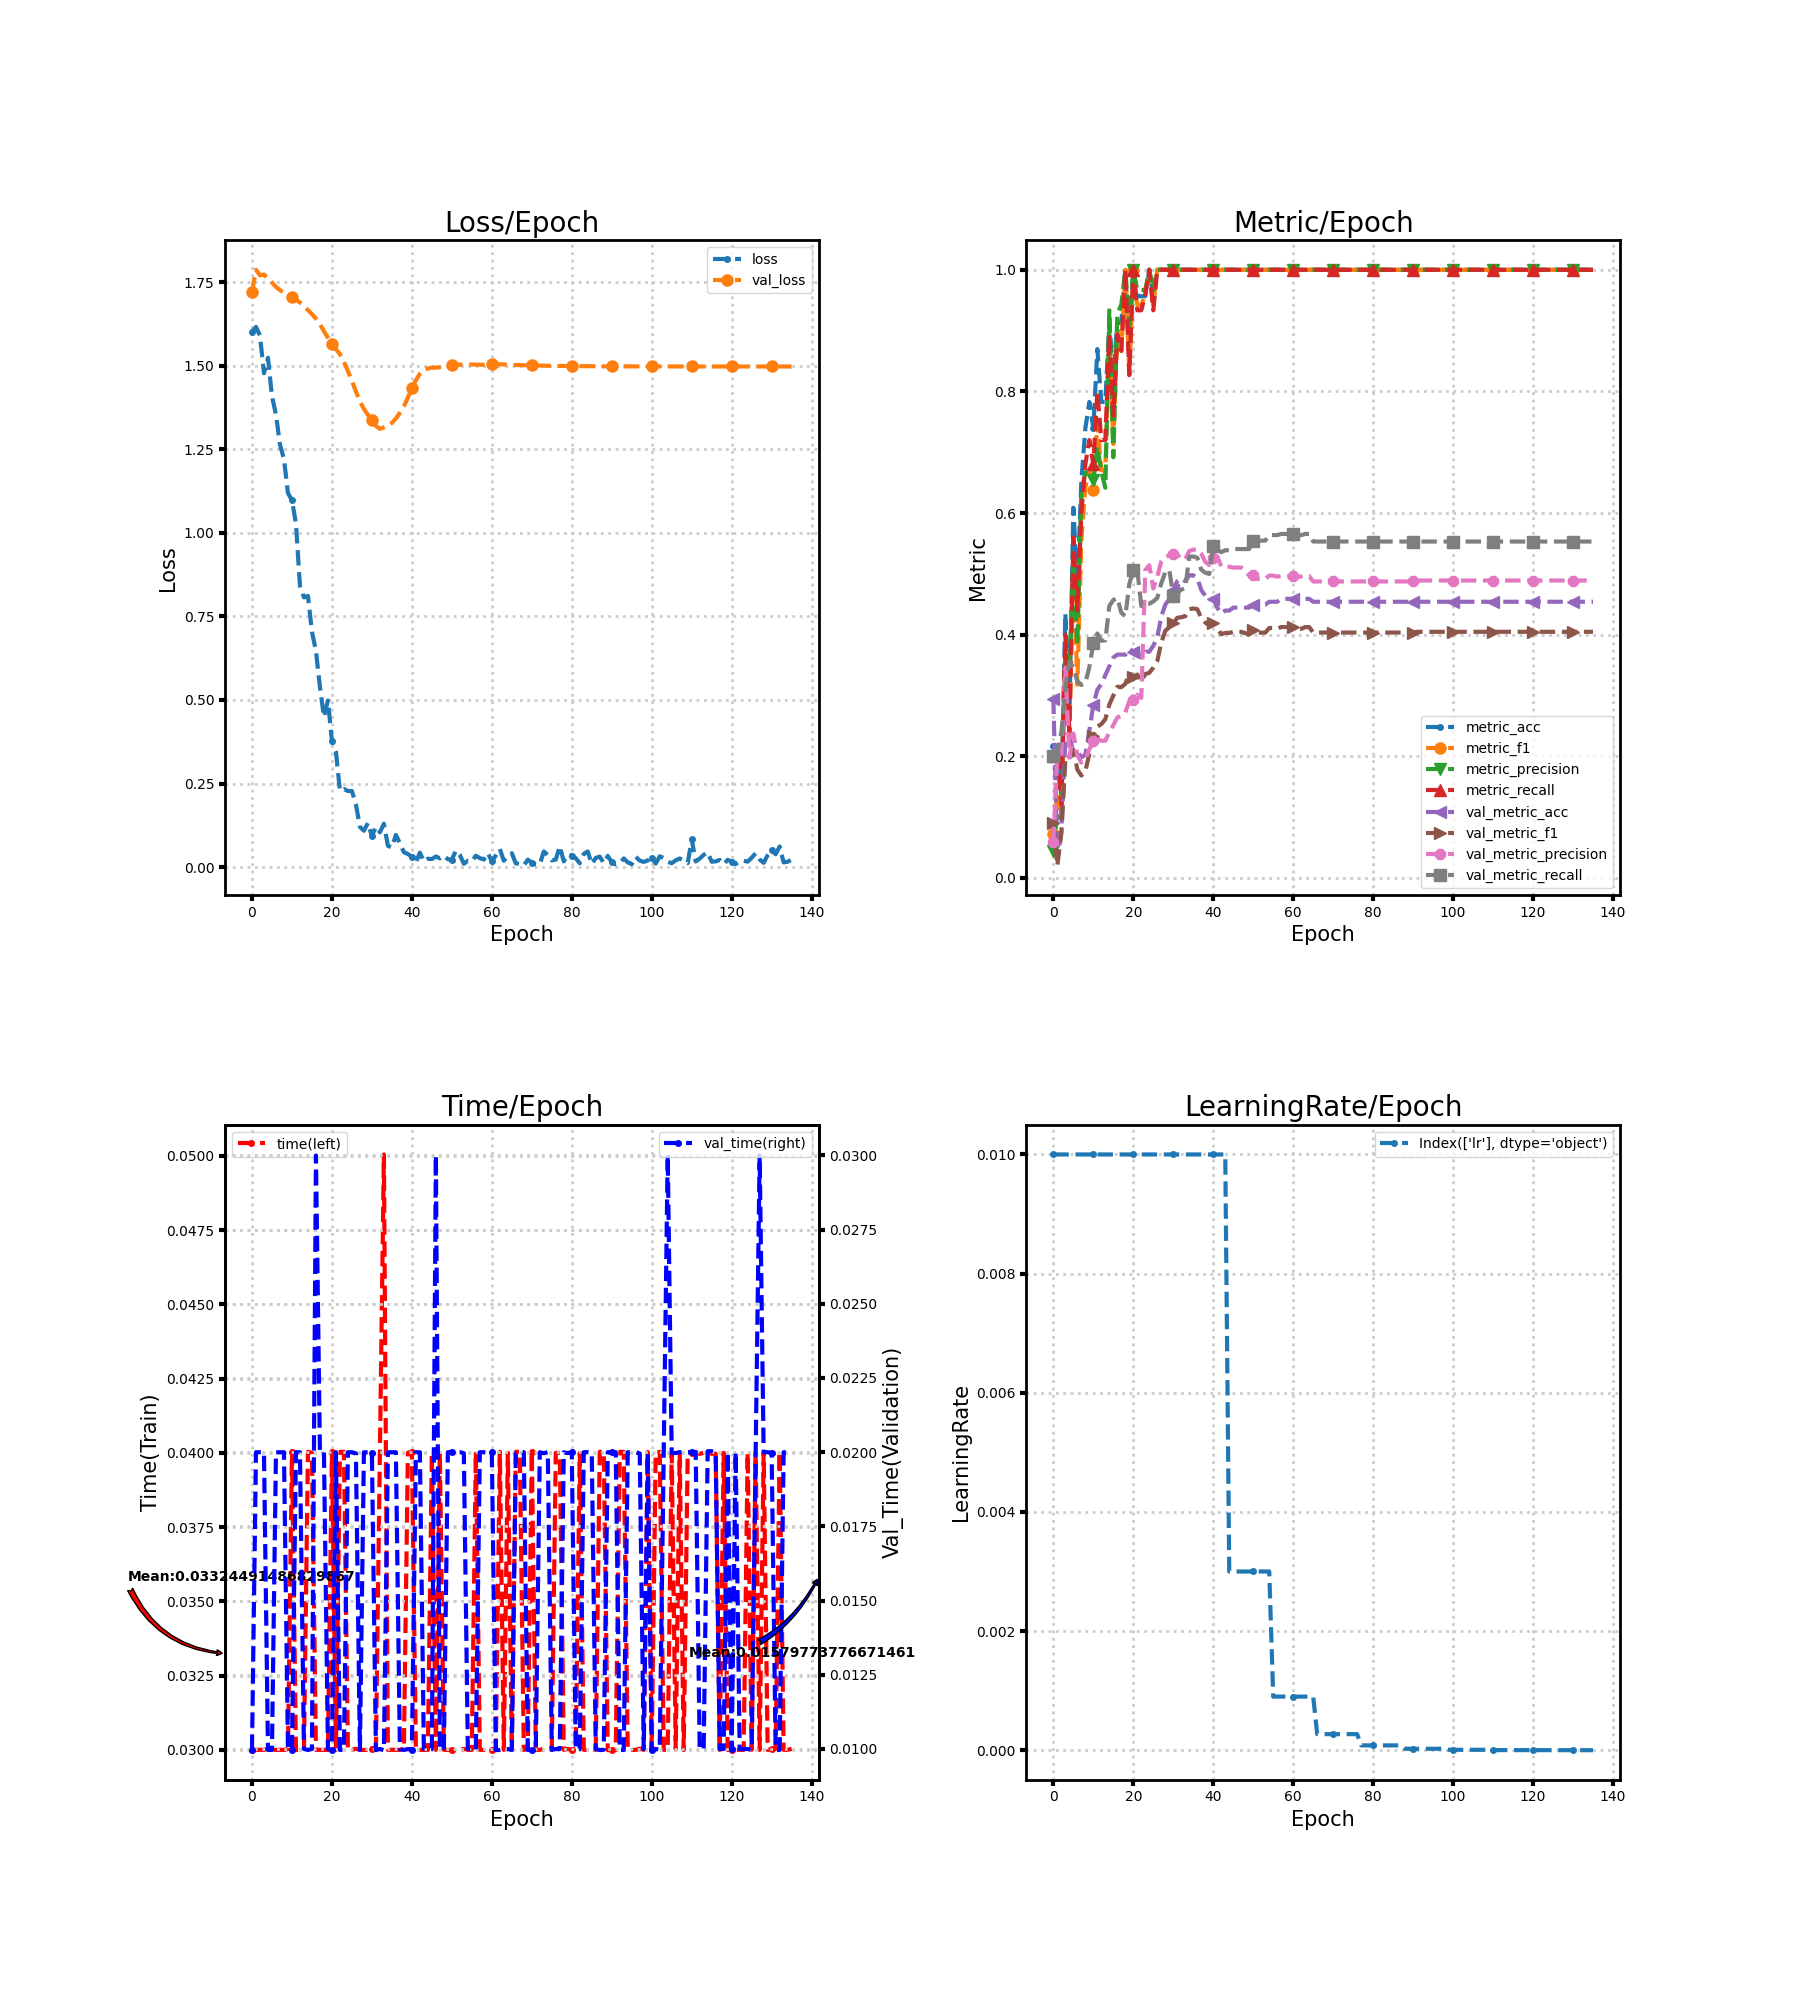 Loss/Epoch
loss
val_loss
1.75
1.50
1.25
1.00
0.75
0.50
0.25
0.00
Loss
0 20 40 60 80 100 120 140
Epoch
Metric/Epoch
1.0
0.8
0.6
0.4
0.2
0.0
Metric
metric_acc
metric_f1
metric_precision
metric_recall
val_metric_acc
val_metric_f1
val_metric_precision
val_metric_recall
0 20 40 60 80 100 120 140
Epoch
Time/Epoch
time(left)
val_time(right)
0.0500
0.0475
0.0450
0.0425
0.0400
0.0375
0.0350
0.0325
0.0300
Time(Train)
Mean:0.03324491486829867
0.0300
0.0275
0.0250
0.0225
0.0200
0.0175
0.0150
0.0125
0.0100
Val_Time(Validation)
Mean:0.01579773776671461
0 20 40 60 80 100 120 140
Epoch
LearningRate/Epoch
Index(['lr'], dtype='object')
0.010
0.008
0.006
0.004
0.002
0.000
LearningRate
0 20 40 60 80 100 120 140
Epoch